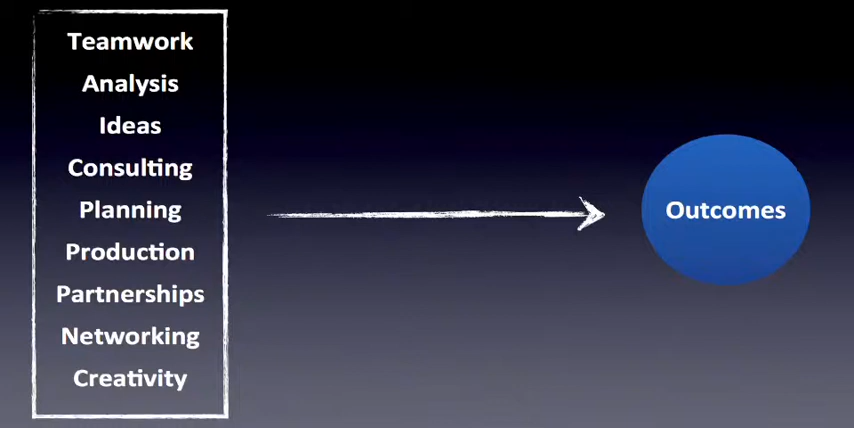 Teamwork
Analysis
Ideas
Consulting
Planning
Production
Partnerships
Networking
Creativity
Outcomes